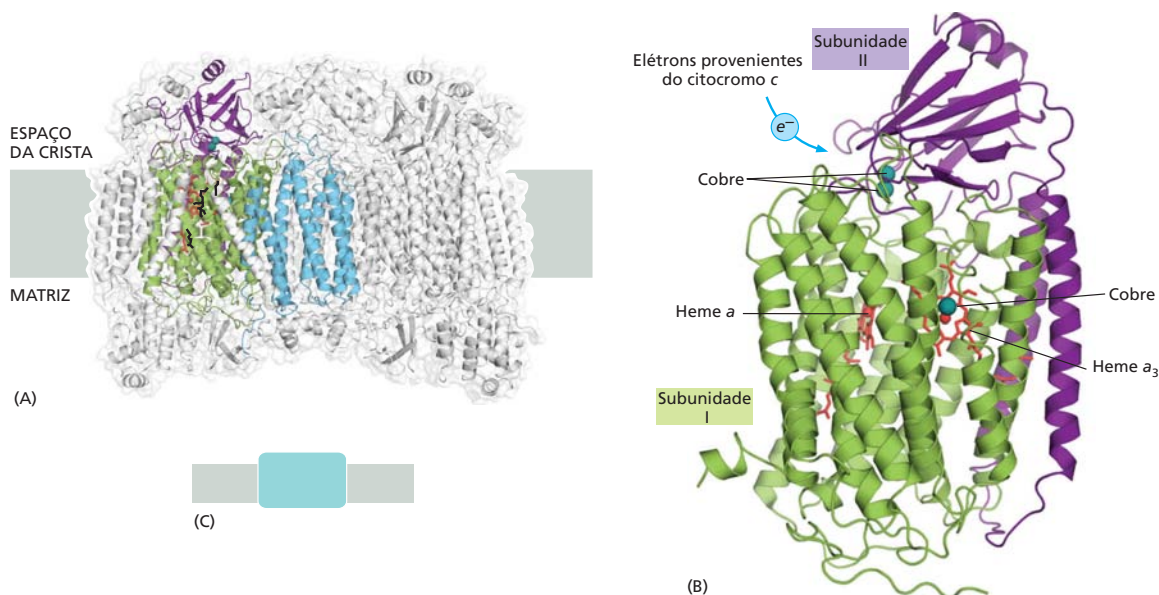 ESPAÇO
DA CRISTA
MATRIZ
(A)
(C)
Subunidade
II
Elétrons provenientes
do citocromo c
e⁻
Cobre
Heme a
Cobre
Heme a₃
Subunidade
I
(B)